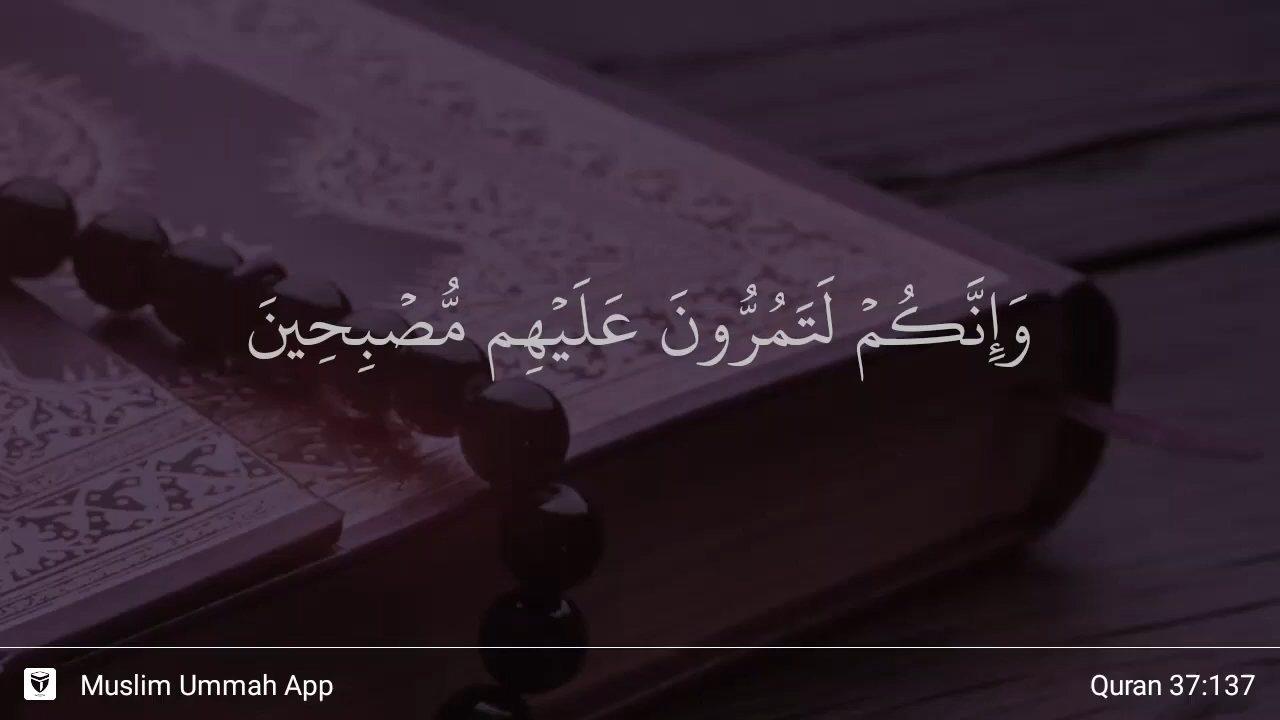 وَإِنَّكُمۡ لَتَمُرُّونَ عَلَيۡهِم مُّصۡبِحِينَ
Muslim Ummah App
Quran 37:137